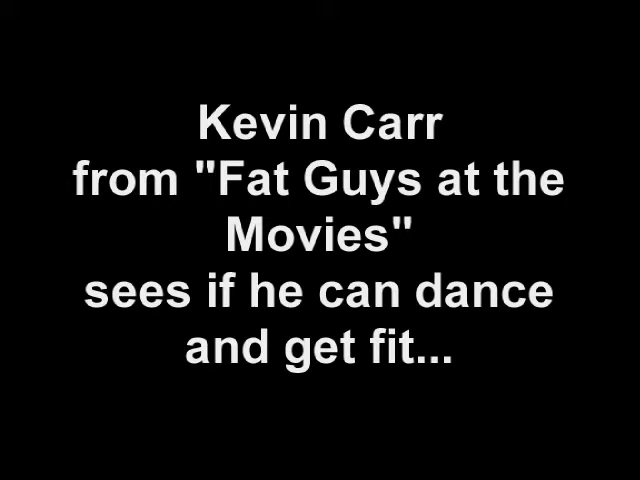 Kevin Carr
from "Fat Guys at the
Movies"
sees if he can dance
and get fit...